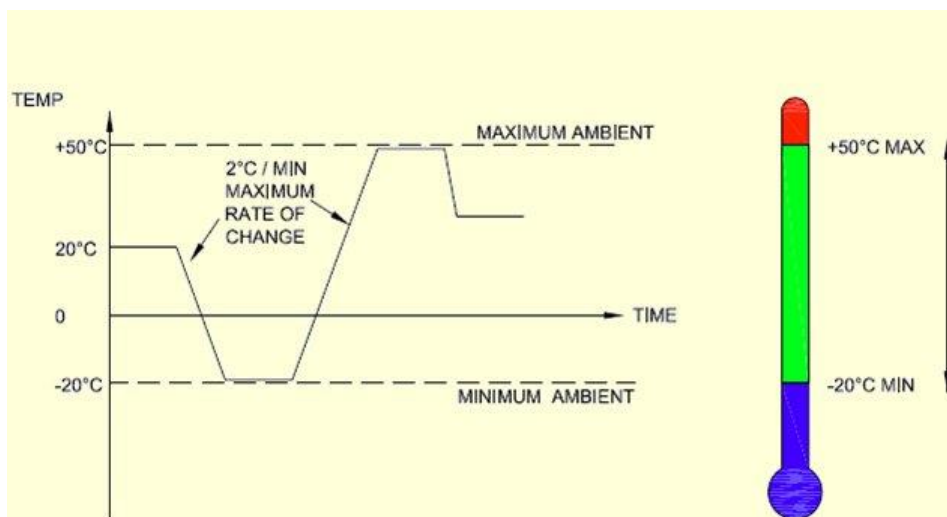 TEMP
+50°C
MAXIMUM AMBIENT
2°C / MIN
MAXIMUM
RATE OF
CHANGE
20°C
0
TIME
-20°C
MINIMUM AMBIENT
+50°C MAX
-20°C MIN